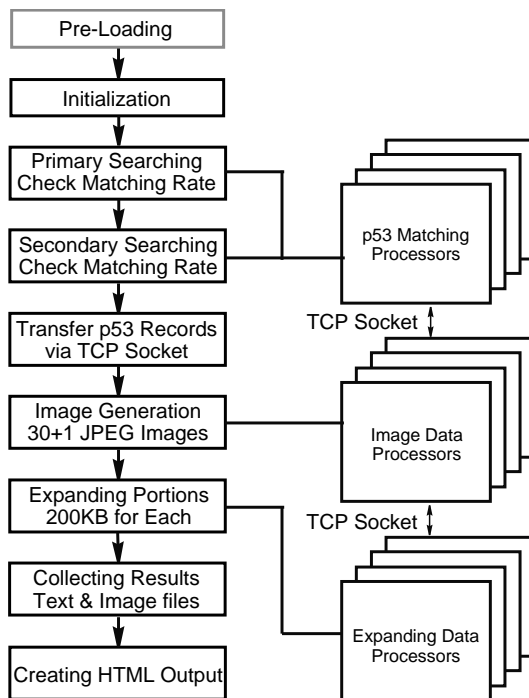 Pre-Loading
Initialization
Primary Searching
Check Matching Rate
Secondary Searching
Check Matching Rate
Transfer p53 Records
via TCP Socket
Image Generation
30+1 JPEG Images
Expanding Portions
200KB for Each
Collecting Results
Text & Image files
Creating HTML Output
p53 Matching
Processors
TCP Socket
Image Data
Processors
TCP Socket
Expanding Data
Processors